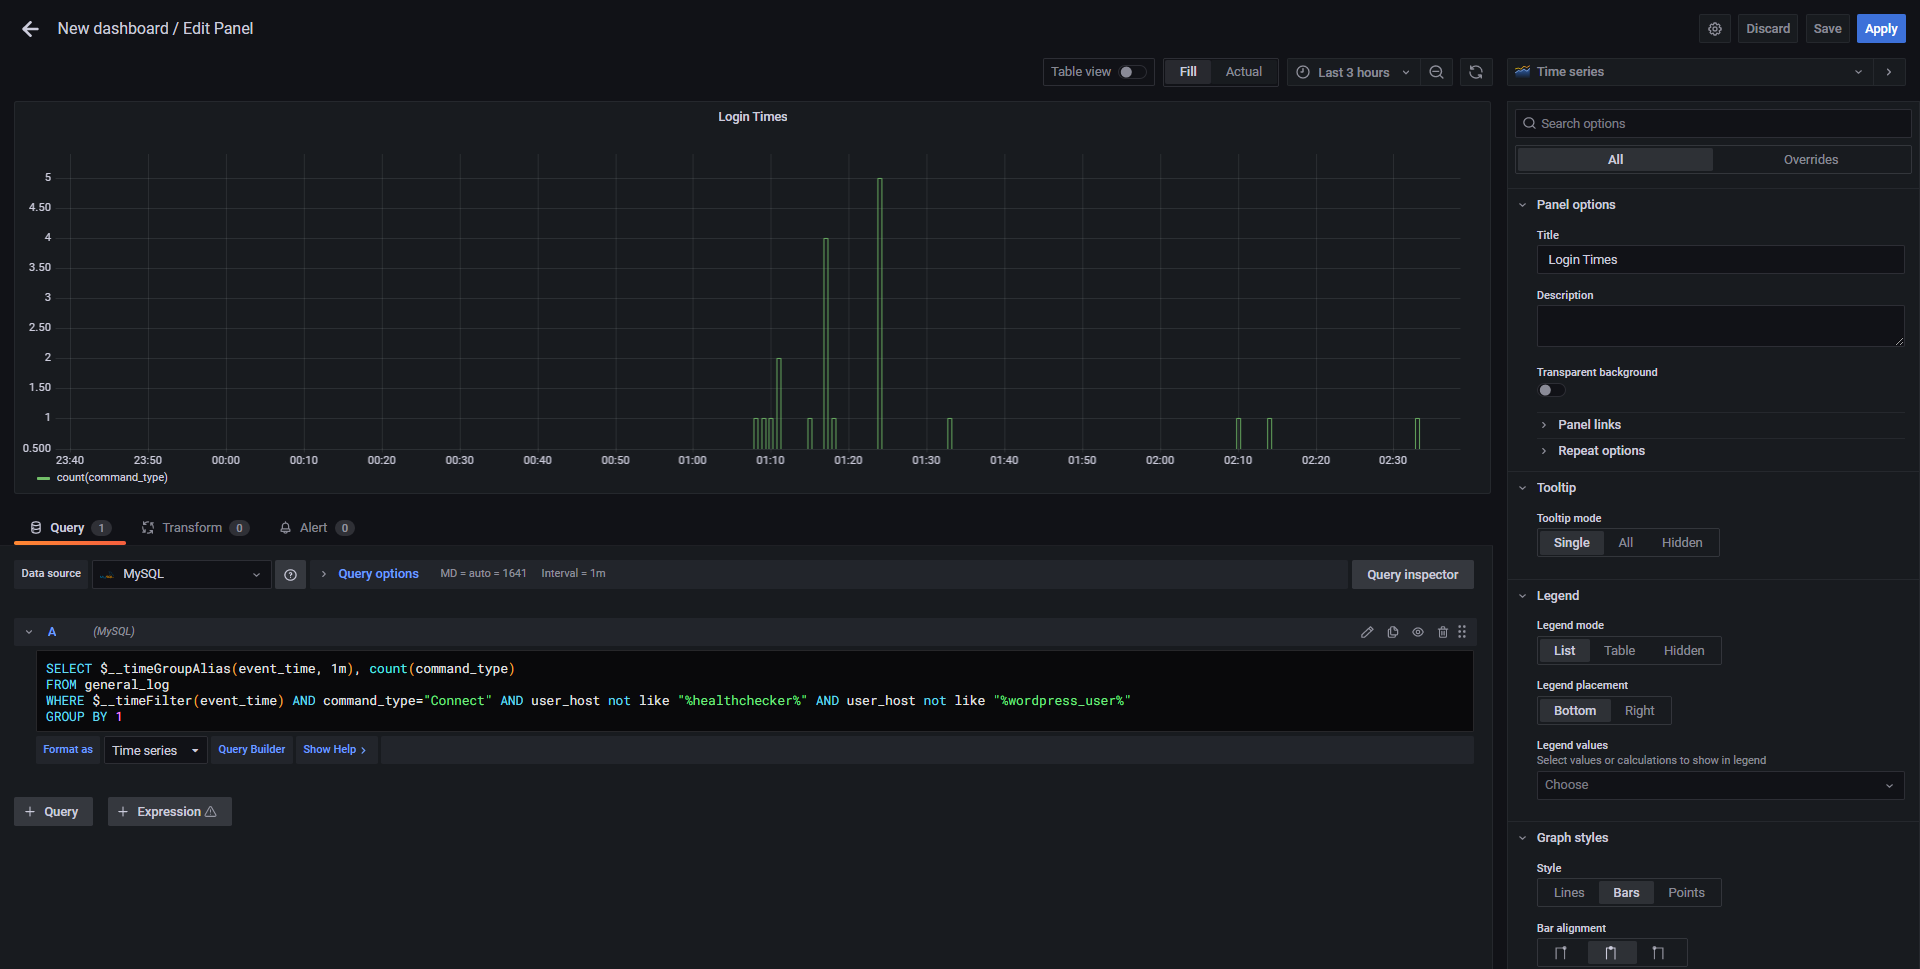 New dashboard / Edit Panel
Discard
Save
Apply
Table view
Fill
Actual
Last 3 hours
Time series
Login Times
5
4.50
4
3.50
3
2.50
2
1.50
1
0.500
23:40 23:50 00:00 00:10 00:20 00:30 00:40 00:50 01:00 01:10 01:20 01:30 01:40 01:50 02:00 02:10 02:20 02:30
count(command_type)
Query 1
Transform 0
Alert 0
Data source
MySQL
Query options
MD = auto = 1641
Interval = 1m
Query inspector
A (MySQL)
SELECT $__timeGroupAlias(event_time, 1m), count(command_type)
FROM general_log
WHERE $__timeFilter(event_time) AND command_type="Connect" AND user_host not like "%healthchecker%" AND user_host not like "%wordpress_user%"
GROUP BY 1
Format as
Time series
Query Builder
Show Help >
+ Query
+ Expression
Search options
All
Overrides
Panel options
Title
Login Times
Description
Transparent background
Panel links
Repeat options
Tooltip
Tooltip mode
Single All Hidden
Legend
Legend mode
List Table Hidden
Legend placement
Bottom Right
Legend values
Select values or calculations to show in legend
Choose
Graph styles
Style
Lines Bars Points
Bar alignment